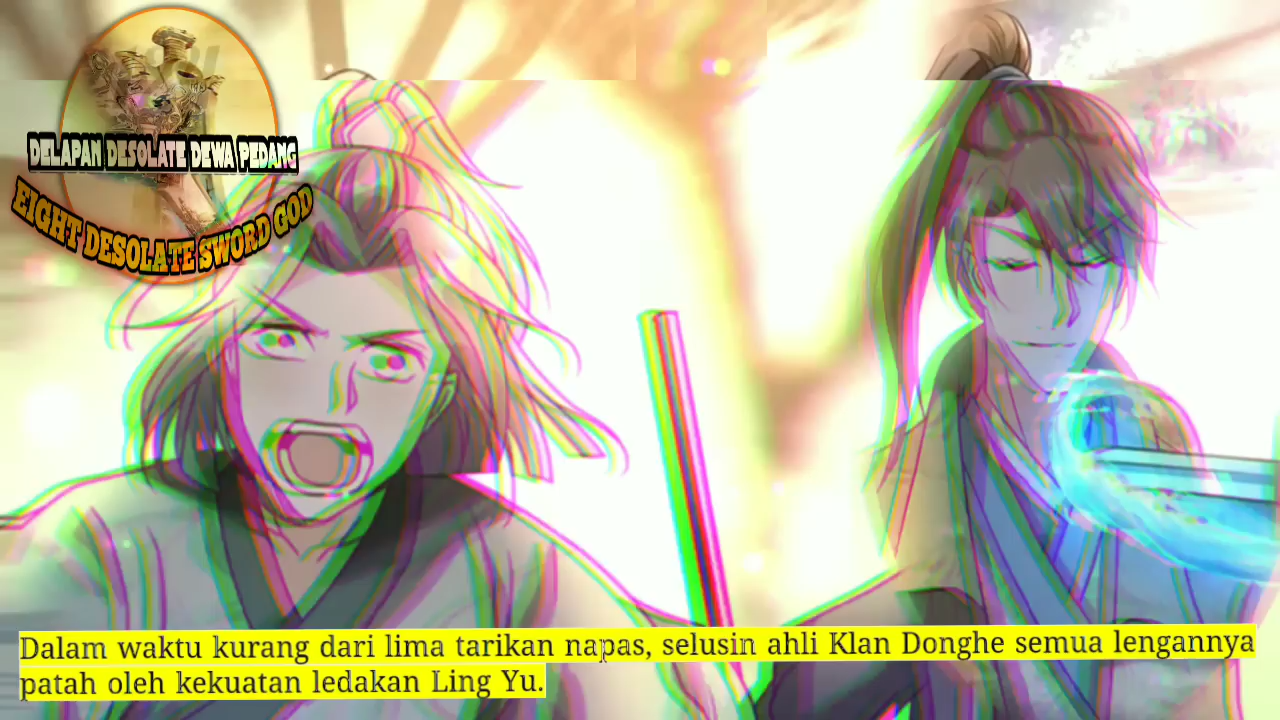 DELAPAN DESOLATE DEWA PEDANG
EIGHT DESOLATE SWORD GOD
Dalam waktu kurang dari lima tarikan napas, selusin ahli Klan Donghe semua lengannya
patah oleh kekuatan ledakan Ling Yu.